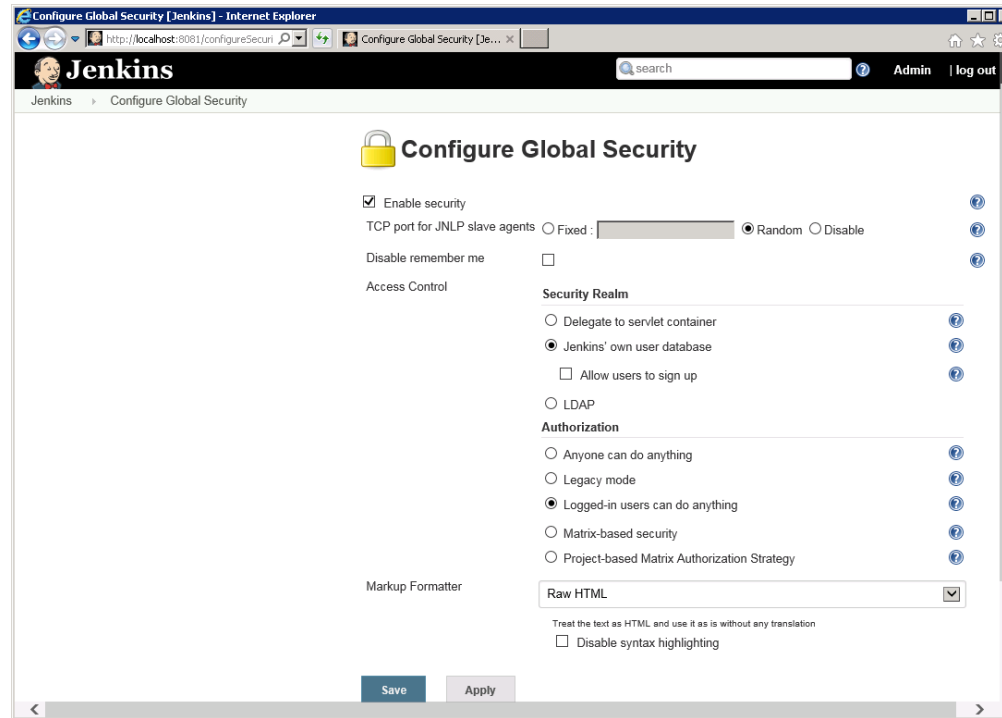 Configure Global Security [Jenkins] - Internet Explorer
http://localhost:8081/configureSecuri
Configure Global Security [Je...
Jenkins
search
Admin | log out
Jenkins Configure Global Security
Configure Global Security
Enable security
TCP port for JNLP slave agents Fixed : Random Disable
Disable remember me
Access Control
Security Realm
Delegate to servlet container
Jenkins' own user database
Allow users to sign up
LDAP
Authorization
Anyone can do anything
Legacy mode
Logged-in users can do anything
Matrix-based security
Project-based Matrix Authorization Strategy
Markup Formatter
Raw HTML
Treat the text as HTML and use it as is without any translation
Disable syntax highlighting
Save Apply